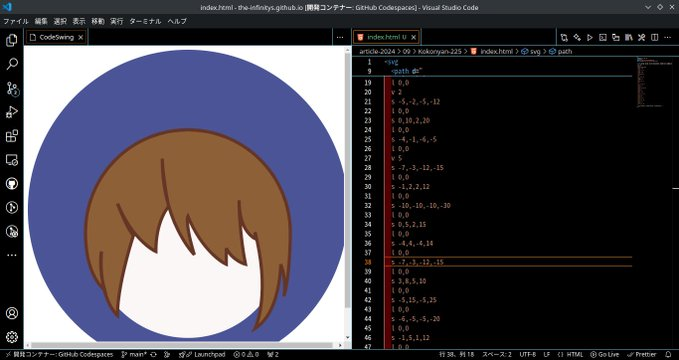 index.html - the-infinitys.github.io [開発コンテナー: GitHub Codespaces] - Visual Studio Code
ファイル 編集 選択 表示 移動 実行 ターミナル ヘルプ
CodeSwing
index.html U
article-2024 > 09 > Kokonyan-225 > index.html > svg > path
1 <svg
9 <path d="
19 l 0,0
20 v 2
21 s -5,-2,-5,-12
22 l 0,0
23 s 0,10,2,20
24 l 0,0
25 s -4,-1,-6,-5
26 l 0,0
27 v 5
28 s -7,-3,-12,-15
29 l 0,0
30 s -1,2,2,12
31 l 0,0
32 s -10,-10,-10,-30
33 l 0,0
34 s 0,5,2,15
35 l 0,0
36 s -4,-4,-4,14
37 l 0,0
38 s -7,-3,-12,-15
39 l 0,0
40 s 3,8,5,10
41 l 0,0
42 s -5,15,-5,25
43 l 0,0
44 s -6,-5,-5,-20
45 l 0,0
46 s -1,5,1,12
47 l 0,0
開発コンテナー: GitHub Codespaces main* Launchpad 0 0 2 行 38、列 18 スペース: 2 UTF-8 LF HTML Go Live Prettier